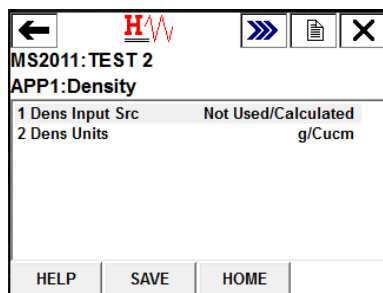 H
MS2011:TEST 2
APP1:Density
1 Dens Input Src Not Used/Calculated
2 Dens Units g/Cucm
HELP SAVE HOME